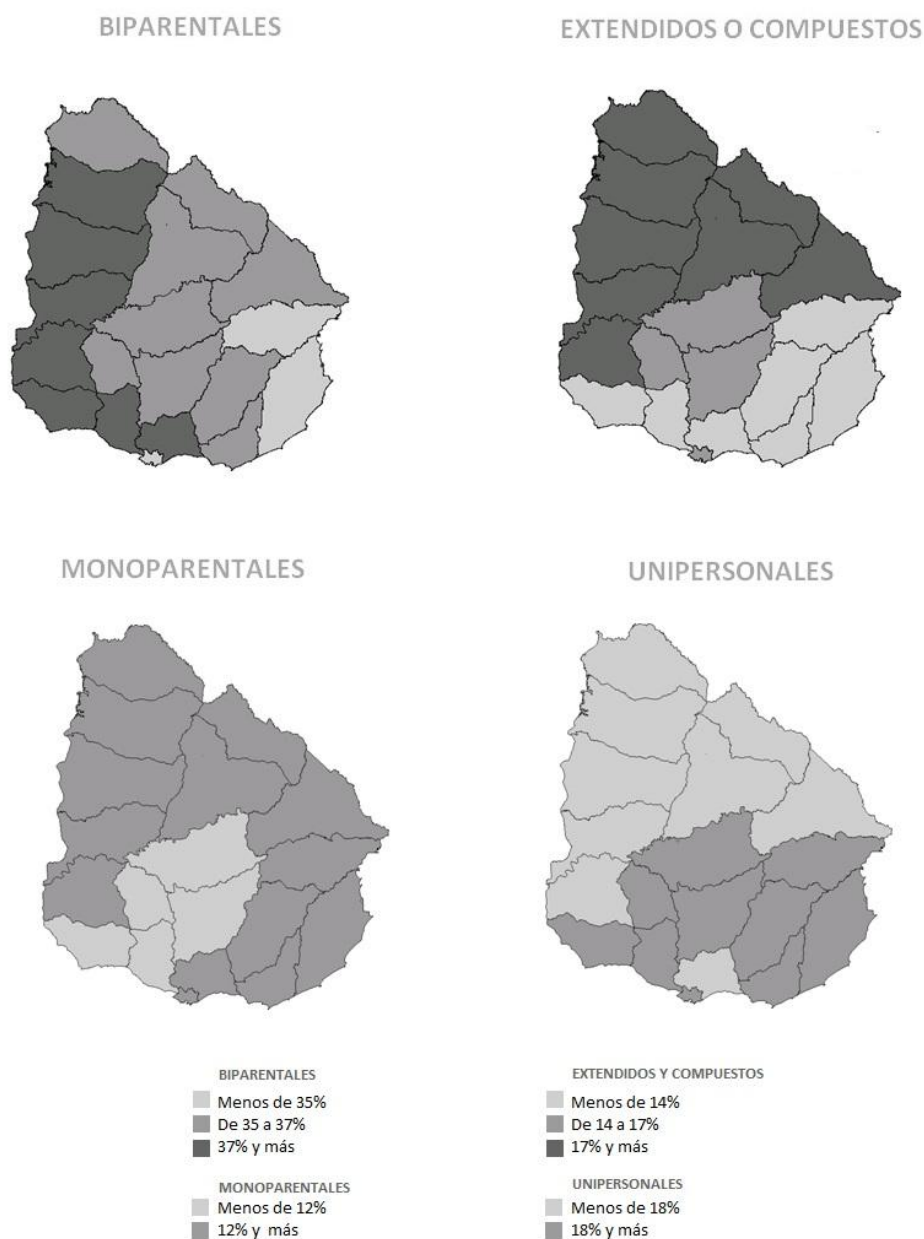 BIPARENTALES
EXTENDIDOS O COMPUESTOS
MONOPARENTALES
UNIPERSONALES
BIPARENTALES
Menos de 35%
De 35 a 37%
37% y más
EXTENDIDOS Y COMPUESTOS
Menos de 14%
De 14 a 17%
17% y más
MONOPARENTALES
Menos de 12%
12% y más
UNIPERSONALES
Menos de 18%
18% y más